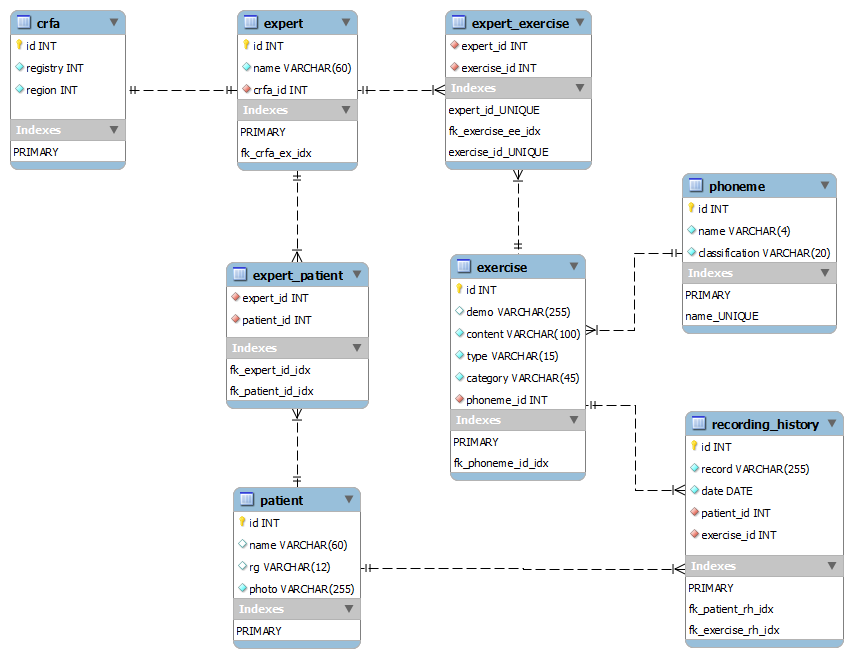 crfa
id INT
registry INT
region INT
Indexes
PRIMARY
expert
id INT
name VARCHAR(60)
crfa_id INT
Indexes
PRIMARY
fk_crfa_ex_idx
expert_exercise
expert_id INT
exercise_id INT
Indexes
expert_id_UNIQUE
fk_exercise_ee_idx
exercise_id_UNIQUE
phoneme
id INT
name VARCHAR(4)
classification VARCHAR(20)
Indexes
PRIMARY
name_UNIQUE
expert_patient
expert_id INT
patient_id INT
Indexes
fk_expert_id_idx
fk_patient_id_idx
exercise
id INT
demo VARCHAR(255)
content VARCHAR(100)
type VARCHAR(15)
category VARCHAR(45)
phoneme_id INT
Indexes
PRIMARY
fk_phoneme_id_idx
recording_history
id INT
record VARCHAR(255)
date DATE
patient_id INT
exercise_id INT
Indexes
PRIMARY
fk_patient_rh_idx
fk_exercise_rh_idx
patient
id INT
name VARCHAR(60)
rg VARCHAR(12)
photo VARCHAR(255)
Indexes
PRIMARY